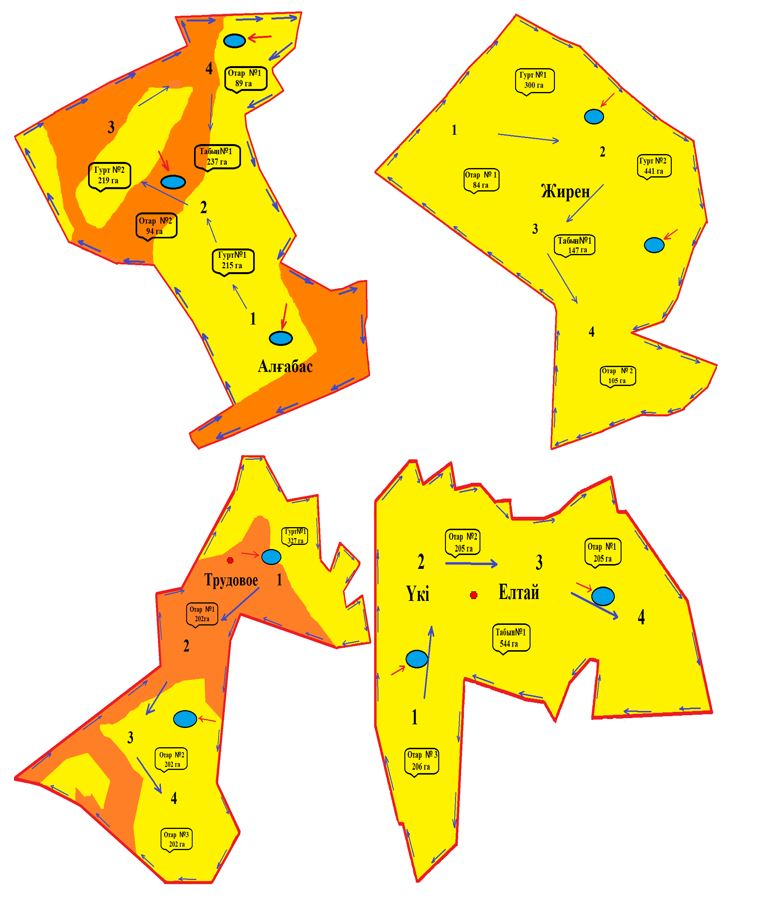 4
Отар №1
89 га
3
Табын№1
237 га
Гурт №2
219 га
2
Отар №2
94 га
Гурт№1
215 га
1
Алғабас
Гурт №1
300 га
1
2
Гурт №2
441 га
Отар № 1
84 га
Жирен
3
Табын№1
147 га
4
Отар № 2
105 га
Гурт№1
327 га
Трудовое
1
Отар №1
202га
2
3
Отар №2
202 га
4
Отар №3
202 га
Отар №2
205 га
Отар №1
205 га
2
3
Үкі
Елтай
4
Табын№1
544 га
1
Отар № 3
206 га